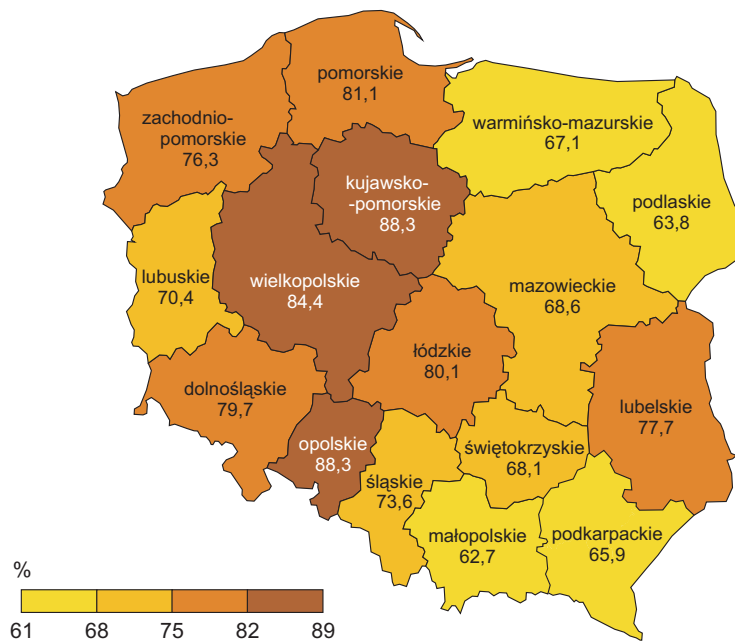 pomorskie
81,1
zachodnio-
pomorskie
76,3
warmińsko-mazurskie
67,1
kujawsko-
-pomorskie
88,3
podlaskie
63,8
lubuskie
70,4
wielkopolskie
84,4
mazowieckie
68,6
łódzkie
80,1
dolnośląskie
79,7
lubelskie
77,7
opolskie
88,3
świętokrzyskie
68,1
śląskie
73,6
małopolskie
62,7
podkarpackie
65,9
%
61 68 75 82 89